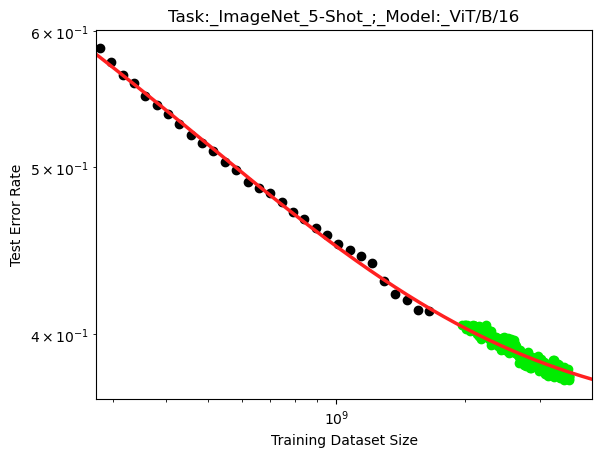 Task:_ImageNet_5-Shot_;_Model:_ViT/B/16
6 × 10⁻¹
5 × 10⁻¹
4 × 10⁻¹
Test Error Rate
10⁹
Training Dataset Size